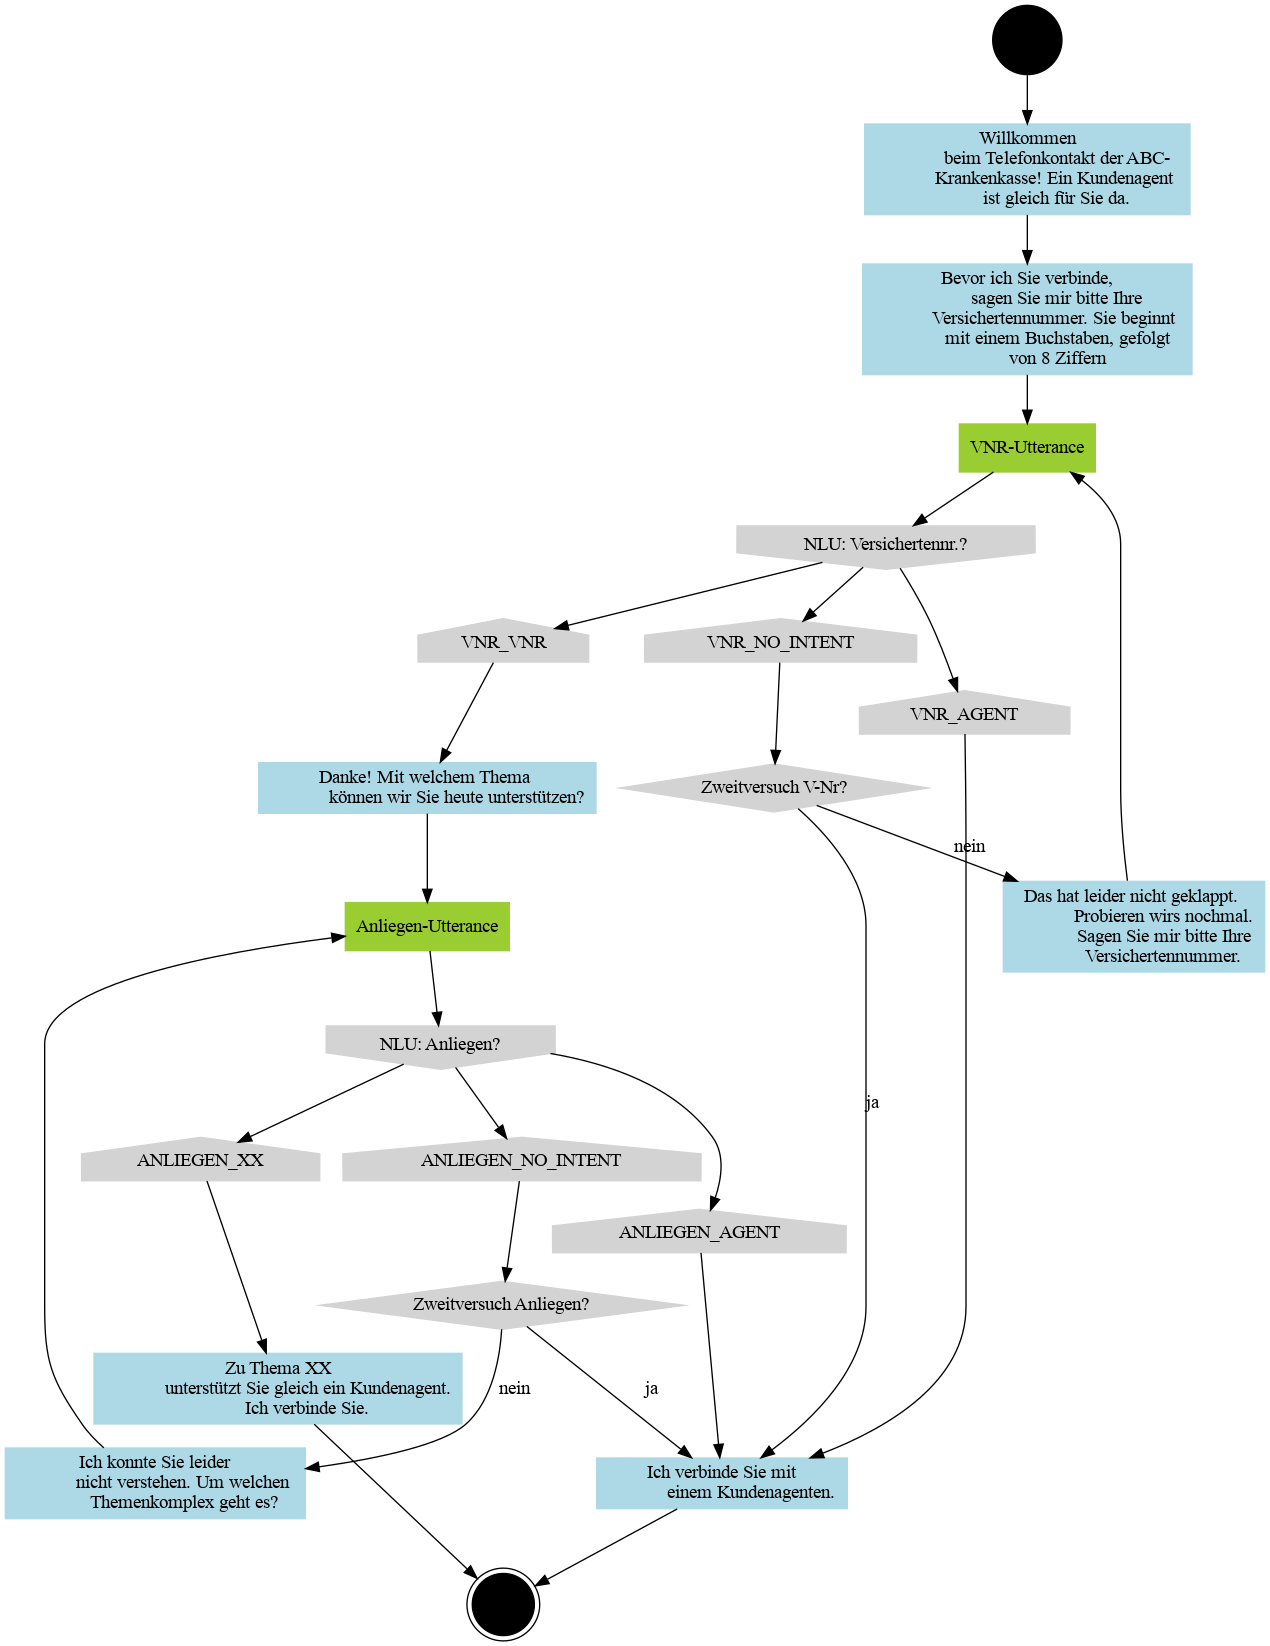 Willkommen
beim Telefonkontakt der ABC-
Krankenkasse! Ein Kundenagent
ist gleich für Sie da.
Bevor ich Sie verbinde,
sagen Sie mir bitte Ihre
Versichertennummer. Sie beginnt
mit einem Buchstaben, gefolgt
von 8 Ziffern
VNR-Utterance
NLU: Versichertennr.?
VNR_VNR
VNR_NO_INTENT
VNR_AGENT
Danke! Mit welchem Thema
können wir Sie heute unterstützen?
Zweitversuch V-Nr?
nein
Das hat leider nicht geklappt.
Probieren wirs nochmal.
Sagen Sie mir bitte Ihre
Versichertennummer.
Anliegen-Utterance
NLU: Anliegen?
ja
ANLIEGEN_XX
ANLIEGEN_NO_INTENT
ANLIEGEN_AGENT
Zweitversuch Anliegen?
Zu Thema XX
unterstützt Sie gleich ein Kundenagent.
Ich verbinde Sie.
nein
ja
Ich konnte Sie leider
nicht verstehen. Um welchen
Themenkomplex geht es?
Ich verbinde Sie mit
einem Kundenagenten.